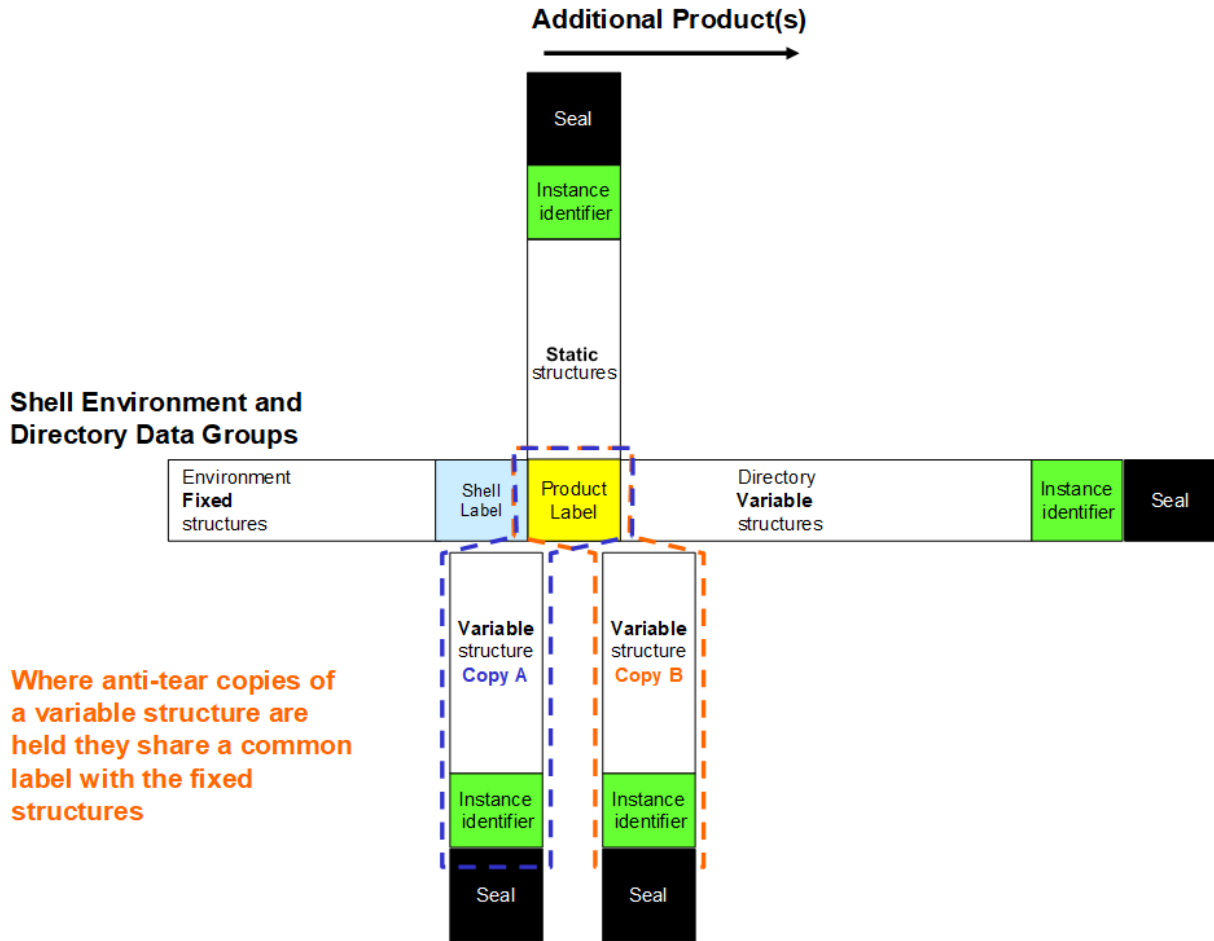 Additional Product(s)
Seal
Instance
identifier
Static
structures
Shell Environment and
Directory Data Groups
Environment
Fixed
structures
Shell
Label
Product
Label
Directory
Variable
structures
Instance
identifier
Seal
Variable
structure
Copy A
Variable
structure
Copy B
Where anti-tear copies of
a variable structure are
held they share a common
label with the fixed
structures
Instance
identifier
Instance
identifier
Seal
Seal